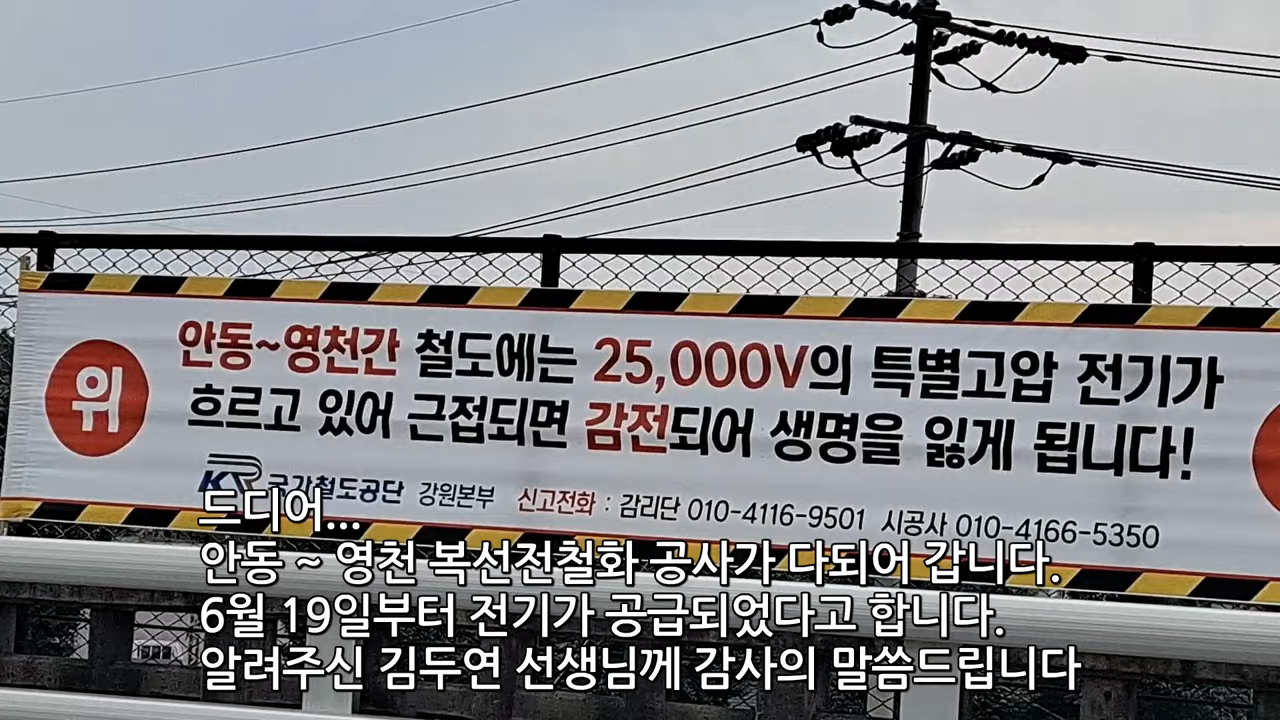 위
안동~영천간 철도에는 25,000V의 특별고압 전기가
흐르고 있어 근접되면 감전되어 생명을 잃게 됩니다!
KR 국가철도공단 강원본부 신고전화 : 감리단 010-4116-9501 시공사 010-4166-5350
드디어...
안동 ~ 영천 복선전철화 공사가 다되어 갑니다.
6월 19일부터 전기가 공급되었다고 합니다.
알려주신 김두연 선생님께 감사의 말씀드립니다